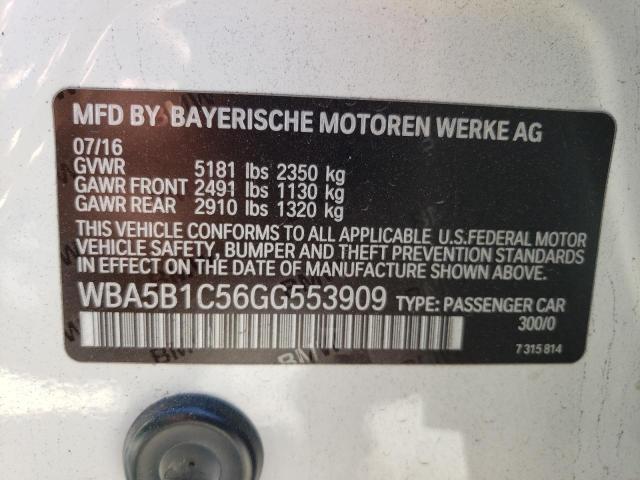 MFD BY BAYERISCHE MOTOREN WERKE AG
07/16
GVWR 5181 lbs 2350 kg
GAWR FRONT 2491 lbs 1130 kg
GAWR REAR 2910 lbs 1320 kg
THIS VEHICLE CONFORMS TO ALL APPLICABLE U.S.FEDERAL MOTOR
VEHICLE SAFETY, BUMPER AND THEFT PREVENTION STANDARDS
IN EFFECT ON THE DATE OF MANUFACTURE SHOWN ABOVE.
WBA5B1C56GG553909 TYPE: PASSENGER CAR
300/0
7 315 814